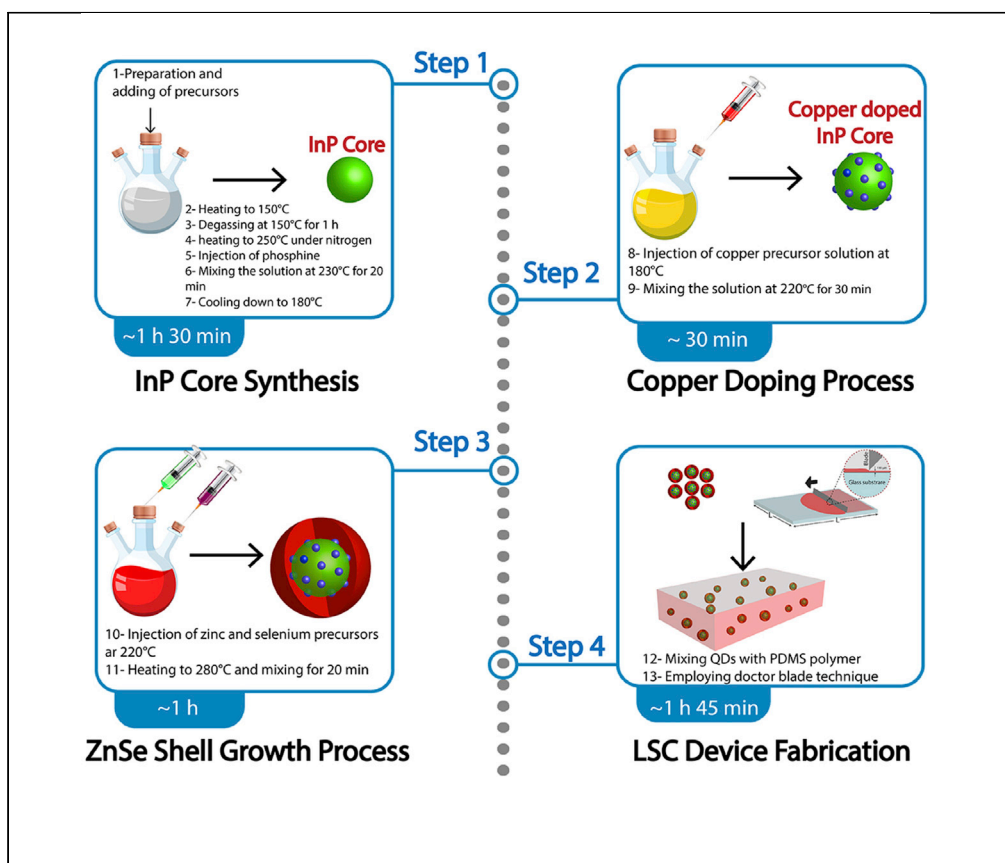 Step 1
1-Preparation and
adding of precursors
InP Core
2- Heating to 150°C
3- Degassing at 150°C for 1 h
4- heating to 250°C under nitrogen
5- Injection of phosphine
6- Mixing the solution at 230°C for 20
min
7- Cooling down to 180°C
~1 h 30 min
InP Core Synthesis
Copper doped
InP Core
8- Injection of copper precursor solution at
180°C
9- Mixing the solution at 220°C for 30 min
Step 2
~ 30 min
Copper Doping Process
Step 3
10- Injection of zinc and selenium precursors
ar 220°C
11- Heating to 280°C and mixing for 20 min
~1 h
ZnSe Shell Growth Process
Blade
Glass substrate
L
L
Step 4
12- Mixing QDs with PDMS polymer
13- Employing doctor blade technique
~1 h 45 min
LSC Device Fabrication